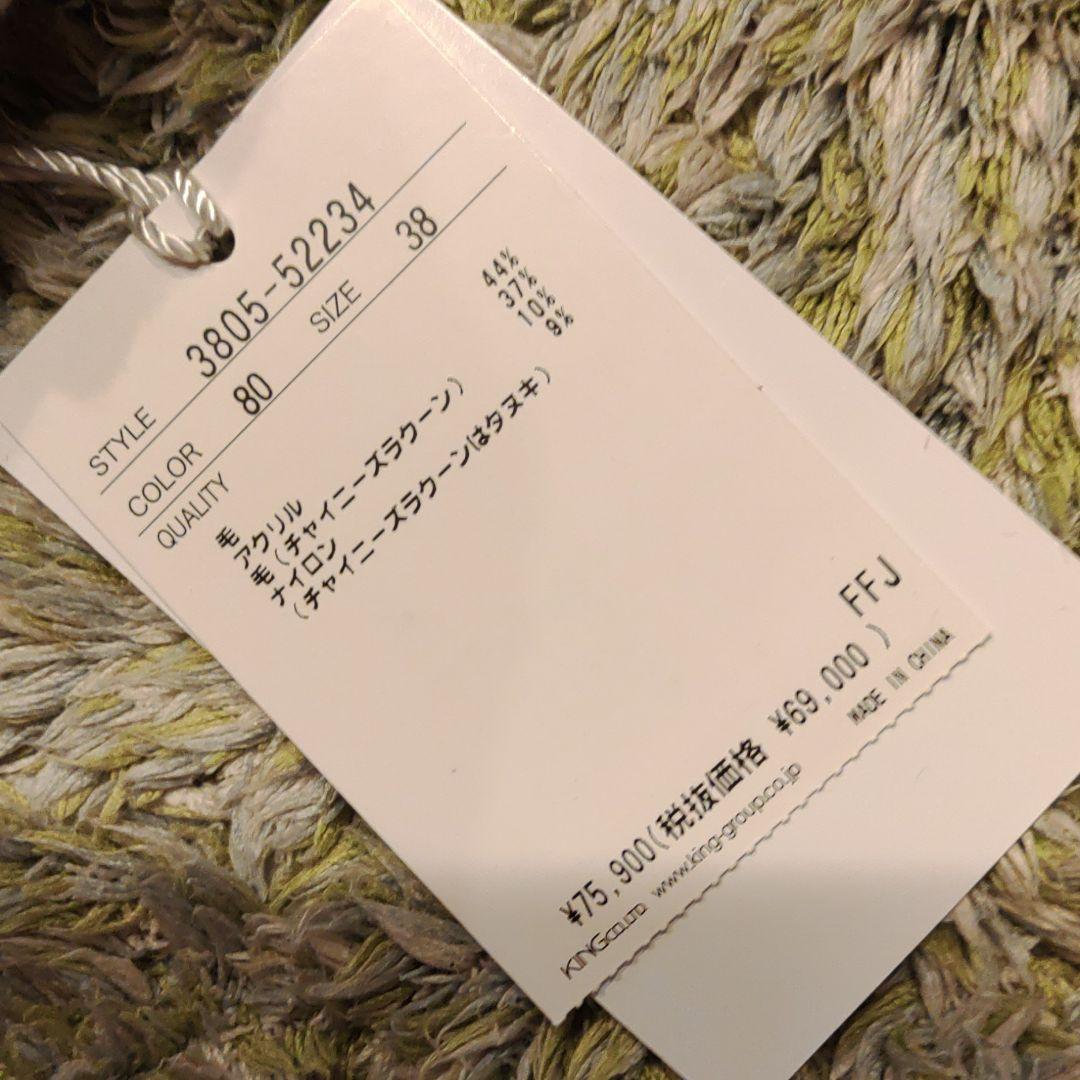 STYLE 3805-52234
COLOR 80 SIZE 38
QUALITY
毛 44%
アクリル 37%
毛(チャイニーズラクーン) 10%
ナイロン 9%
(チャイニーズラクーンはタヌキ)
FFJ
¥75,900(税抜価格 ¥69,000 )
MADE IN CHINA
KINGCO.,LTD www.king-group.co.jp